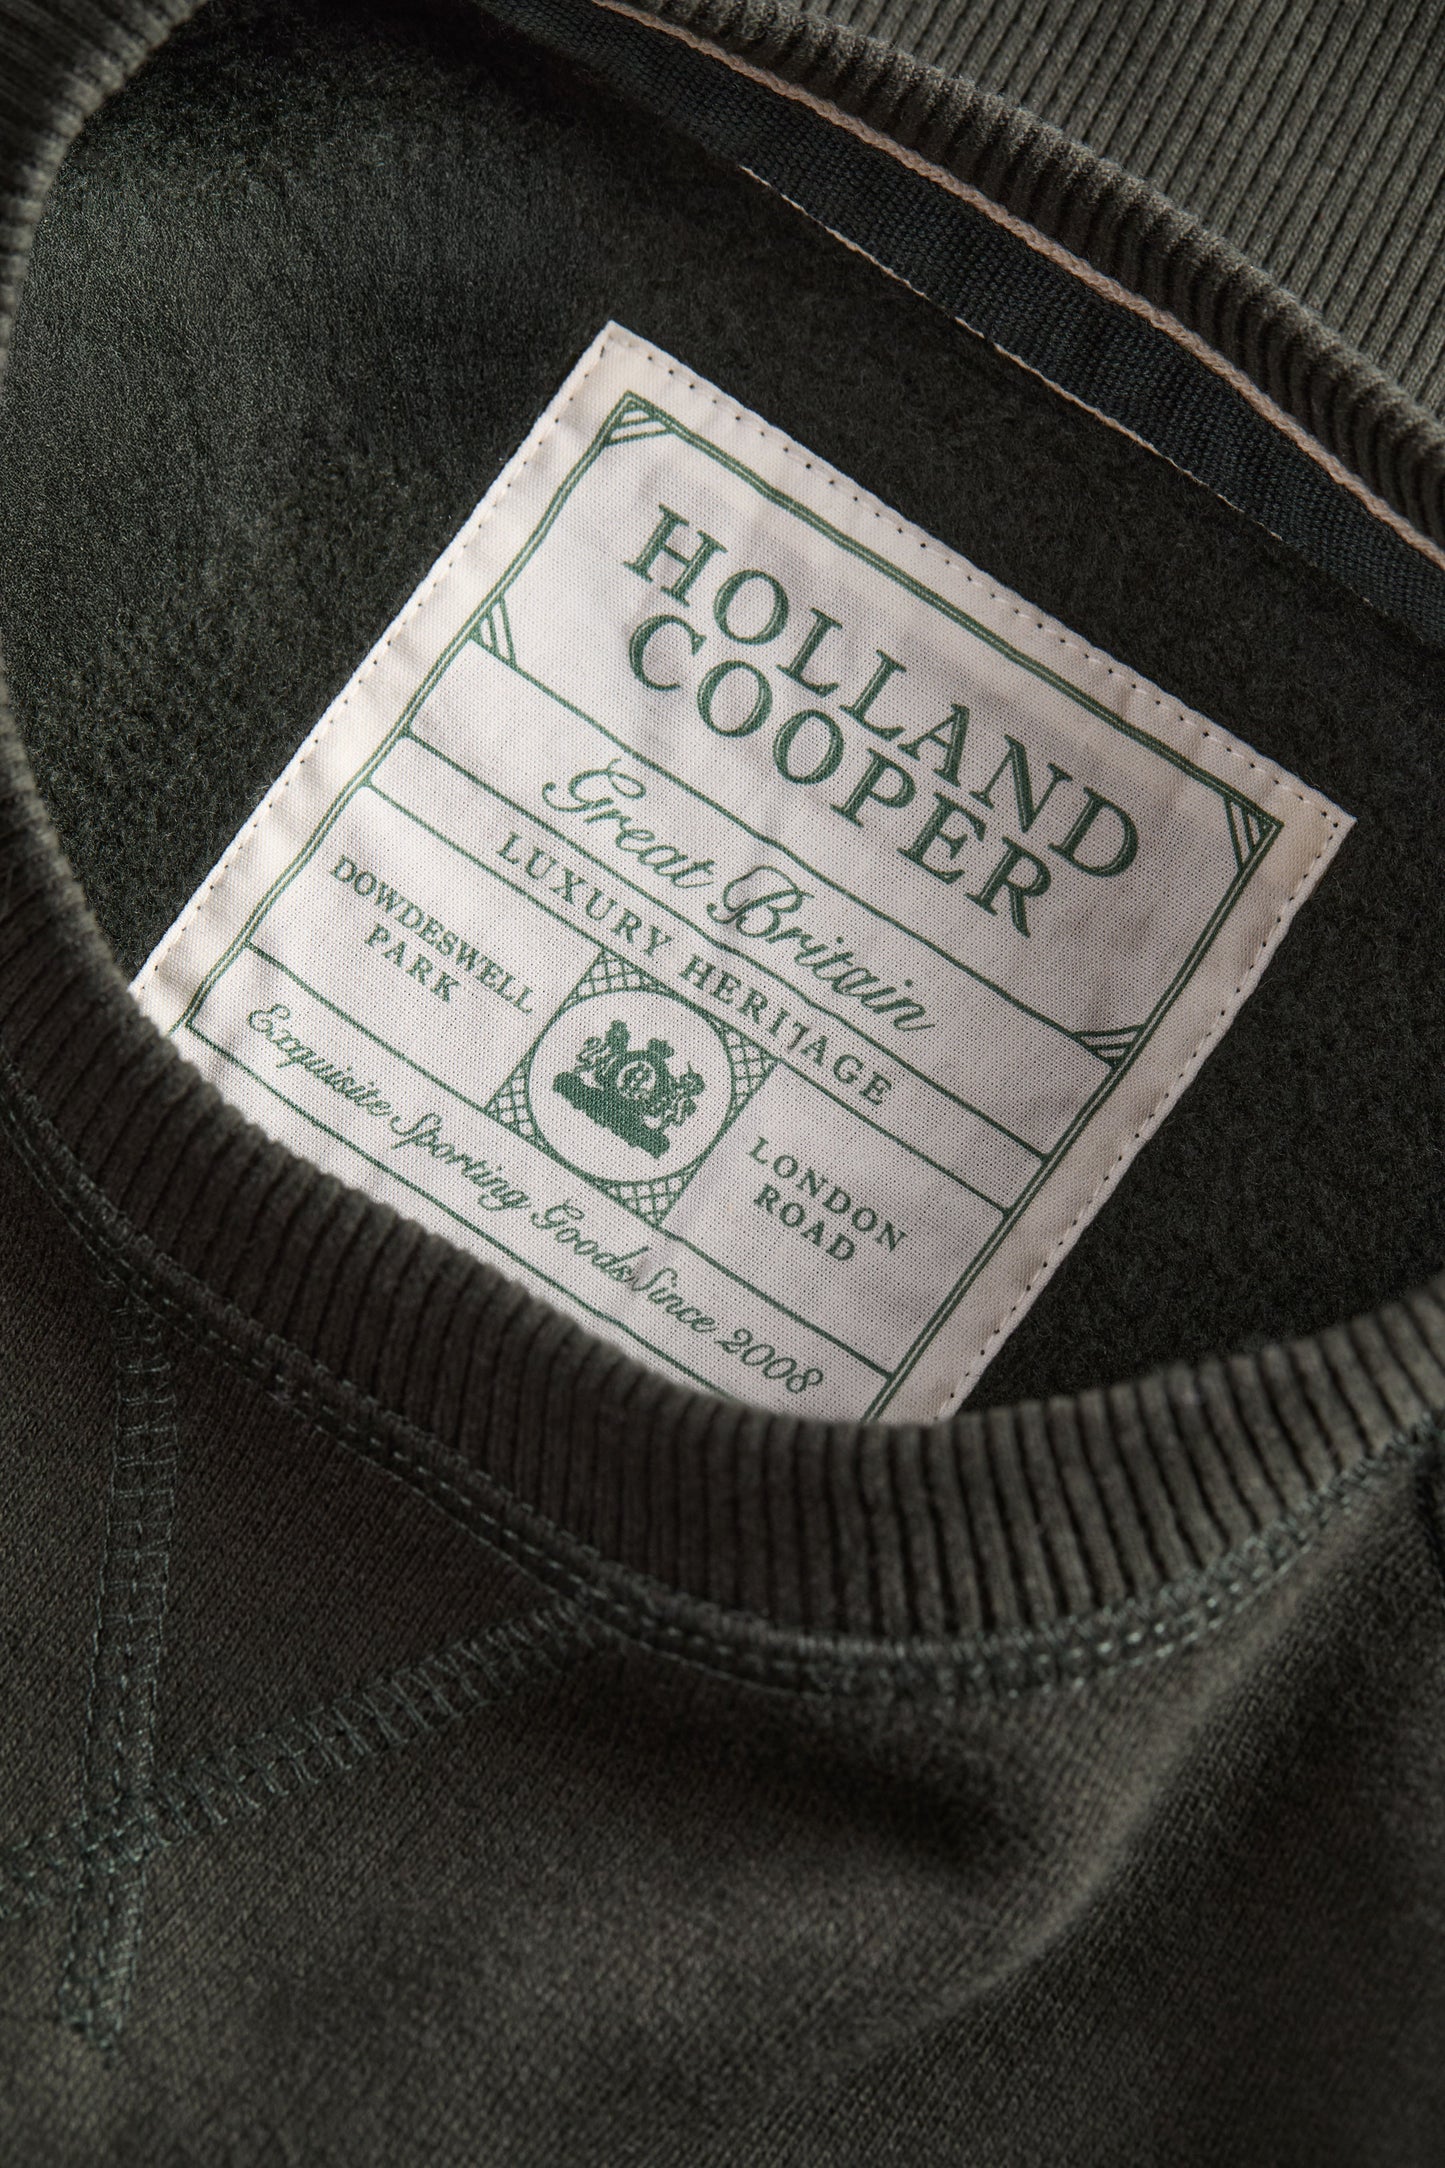 HOLLAND
COOPER
Great Britain
LUXURY HERITAGE
DOWDESWELL
PARK
LONDON
ROAD
Exquisite Sporting Goods Since 2008